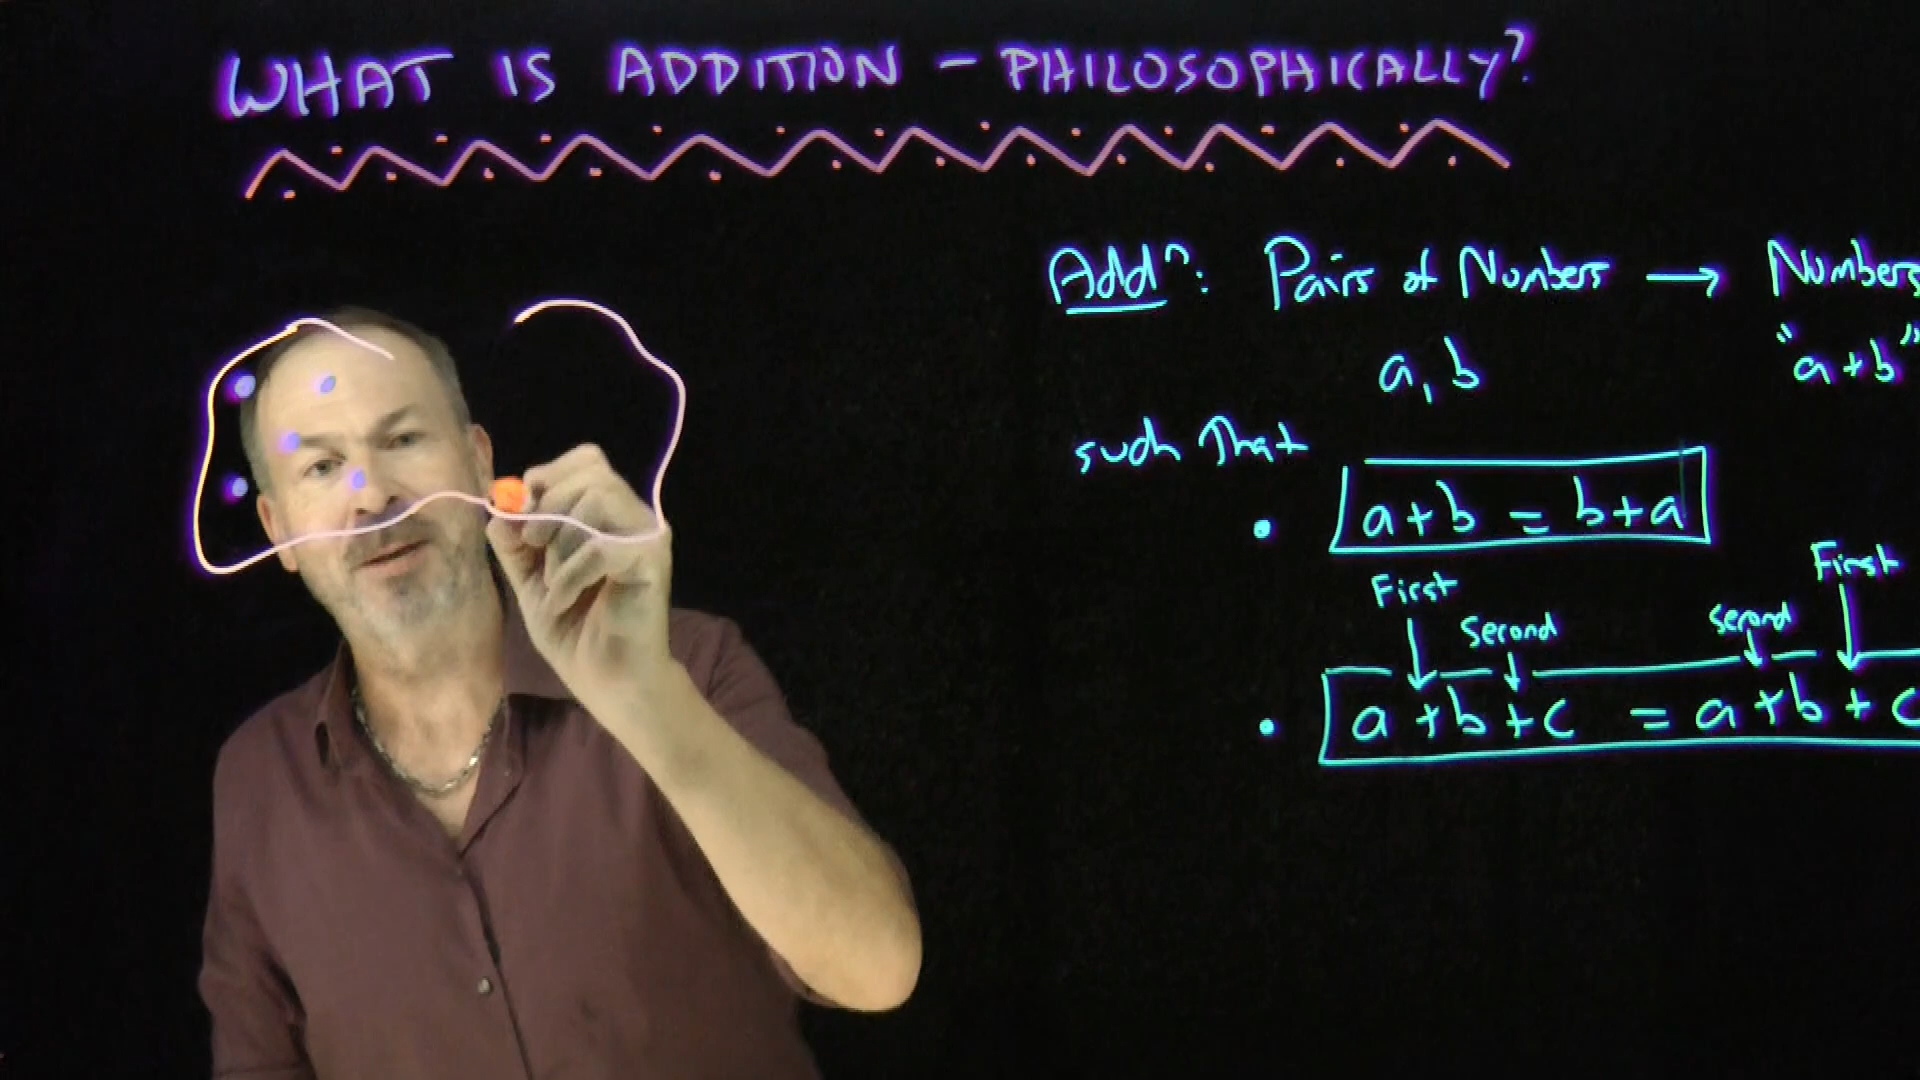 WHAT IS ADDITION - PHILOSOPHICALLY?
Addⁿ: Pairs of Numbers → Numbers
a, b "a+b"
such That
• a+b = b+a
First Second Second First
• a+b+c = a+b+c